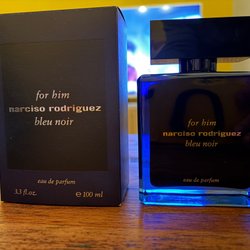 for him
narciso rodriguez
bleu noir
eau de parfum
3.3 fl.oz. e 100 ml
for him
narciso rodriguez
bleu noir
eau de parfum